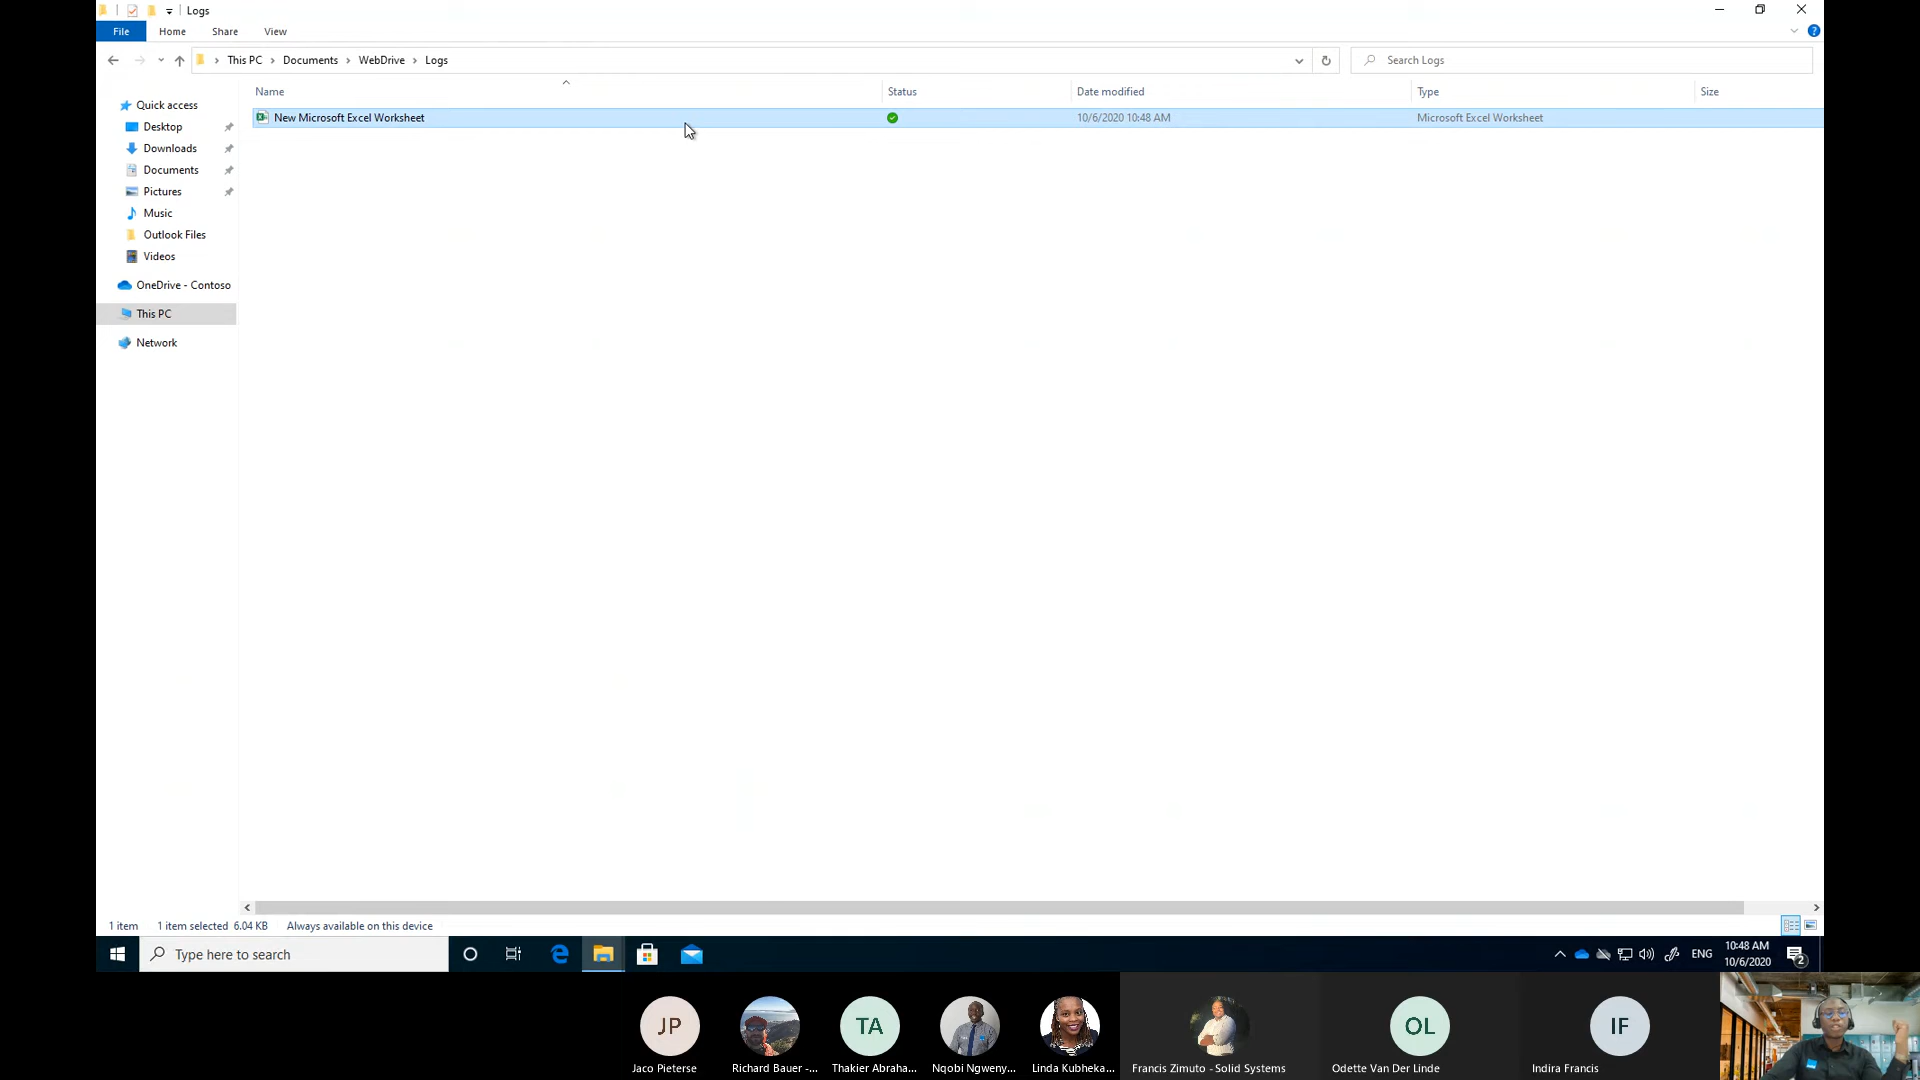 Logs
File Home Share View
This PC Documents WebDrive Logs
Search Logs
Name Status Date modified Type Size
New Microsoft Excel Worksheet 10/6/2020 10:48 AM Microsoft Excel Worksheet
Quick access
Desktop
Downloads
Documents
Pictures
Music
Outlook Files
Videos
OneDrive - Contoso
This PC
Network
1 item 1 item selected 6.04 KB Always available on this device
Type here to search
ENG
10:48 AM
10/6/2020
2
JP TA OL IF
Jaco Pieterse Richard Bauer -... Thakier Abraha... Nqobi Ngweny... Linda Kubheka... Francis Zimuto - Solid Systems Odette Van Der Linde Indira Francis